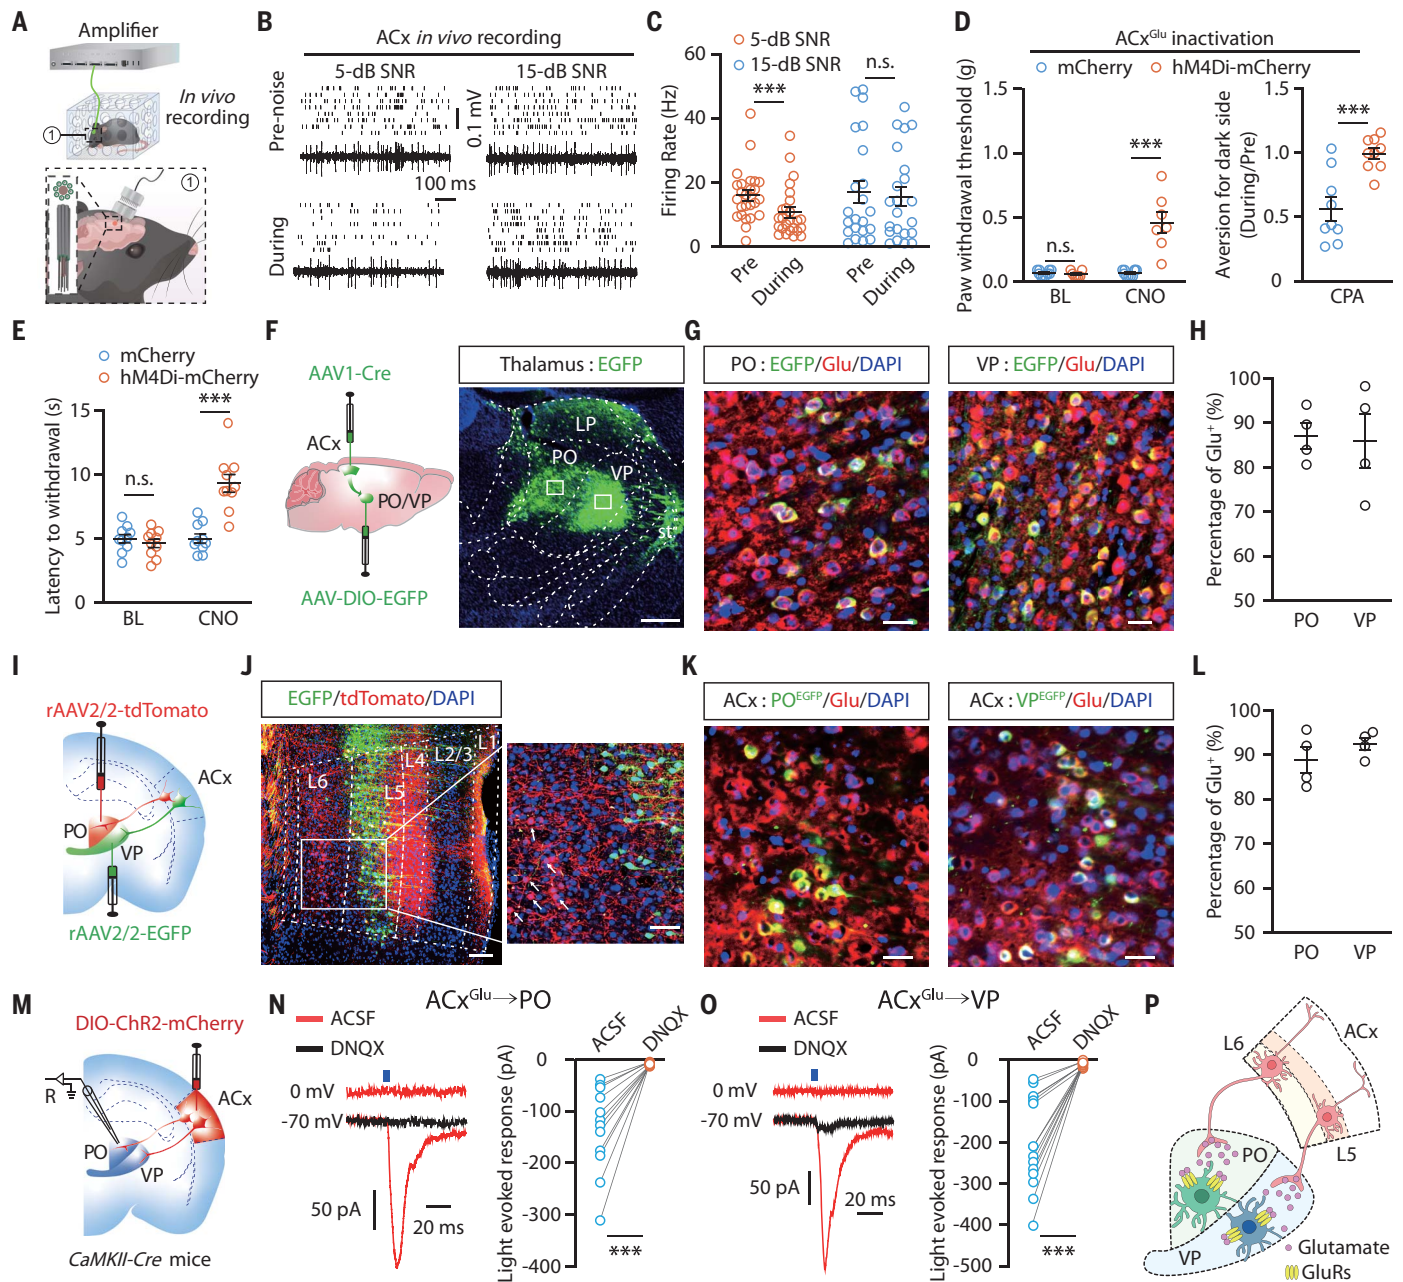 A
Amplifier
In vivo
recording
1
1
B
ACx in vivo recording
5-dB SNR
15-dB SNR
Pre-noise
0.1 mV
100 ms
During
C
5-dB SNR
15-dB SNR
Firing Rate (Hz)
60
40
20
0
***
n.s.
Pre
During
Pre
During
D
ACxGlu inactivation
mCherry
hM4Di-mCherry
Paw withdrawal threshold (g)
1.5
1.0
0.5
0.0
n.s.
***
BL
CNO
Aversion for dark side
(During/Pre)
1.5
1.0
0.5
0
***
CPA
E
mCherry
hM4Di-mCherry
Latency to withdrawal (s)
15
10
5
0
n.s.
***
BL
CNO
F
AAV1-Cre
ACx
PO/VP
AAV-DIO-EGFP
Thalamus : EGFP
LP
PO
VP
st
G
PO : EGFP/Glu/DAPI
VP : EGFP/Glu/DAPI
H
Percentage of Glu+ (%)
100
90
80
70
60
50
PO
VP
I
rAAV2/2-tdTomato
ACx
PO
VP
rAAV2/2-EGFP
J
EGFP/tdTomato/DAPI
L1
L2/3
L4
L5
L6
K
ACx : POEGFP/Glu/DAPI
ACx : VPEGFP/Glu/DAPI
L
Percentage of Glu+ (%)
100
90
80
70
60
50
PO
VP
M
DIO-ChR2-mCherry
R
ACx
PO
VP
CaMKII-Cre mice
N
ACxGlu→PO
ACSF
DNQX
0 mV
-70 mV
50 pA
20 ms
Light evoked response (pA)
ACSF
DNQX
0
-100
-200
-300
-400
***
O
ACxGlu→VP
ACSF
DNQX
0 mV
-70 mV
50 pA
20 ms
Light evoked response (pA)
ACSF
DNQX
0
-100
-200
-300
-400
-500
***
P
ACx
L6
L5
PO
VP
Glutamate
GluRs